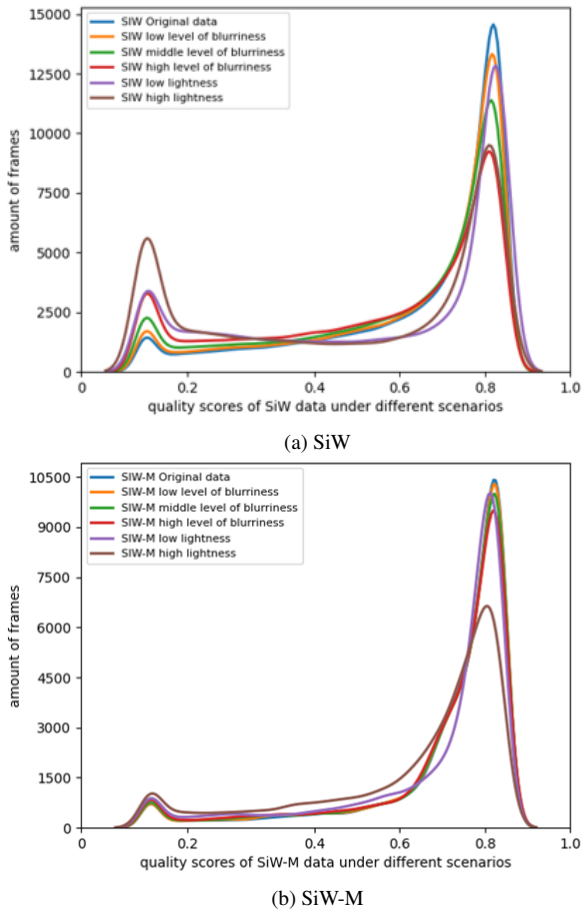 15000
12500
10000
7500
5000
2500
0
amount of frames
SIW Original data
SIW low level of blurriness
SIW middle level of blurriness
SIW high level of blurriness
SIW low lightness
SIW high lightness
0 0.2 0.4 0.6 0.8 1.0
quality scores of SiW data under different scenarios
(a) SiW
10500
9000
7500
6000
4500
3000
1500
0
amount of frames
SIW-M Original data
SIW-M low level of blurriness
SIW-M middle level of blurriness
SIW-M high level of blurriness
SIW-M low lightness
SIW-M high lightness
0 0.2 0.4 0.6 0.8 1.0
quality scores of SiW-M data under different scenarios
(b) SiW-M